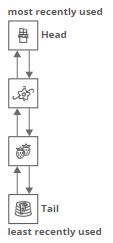 most recently used
Head
Tail
least recently used